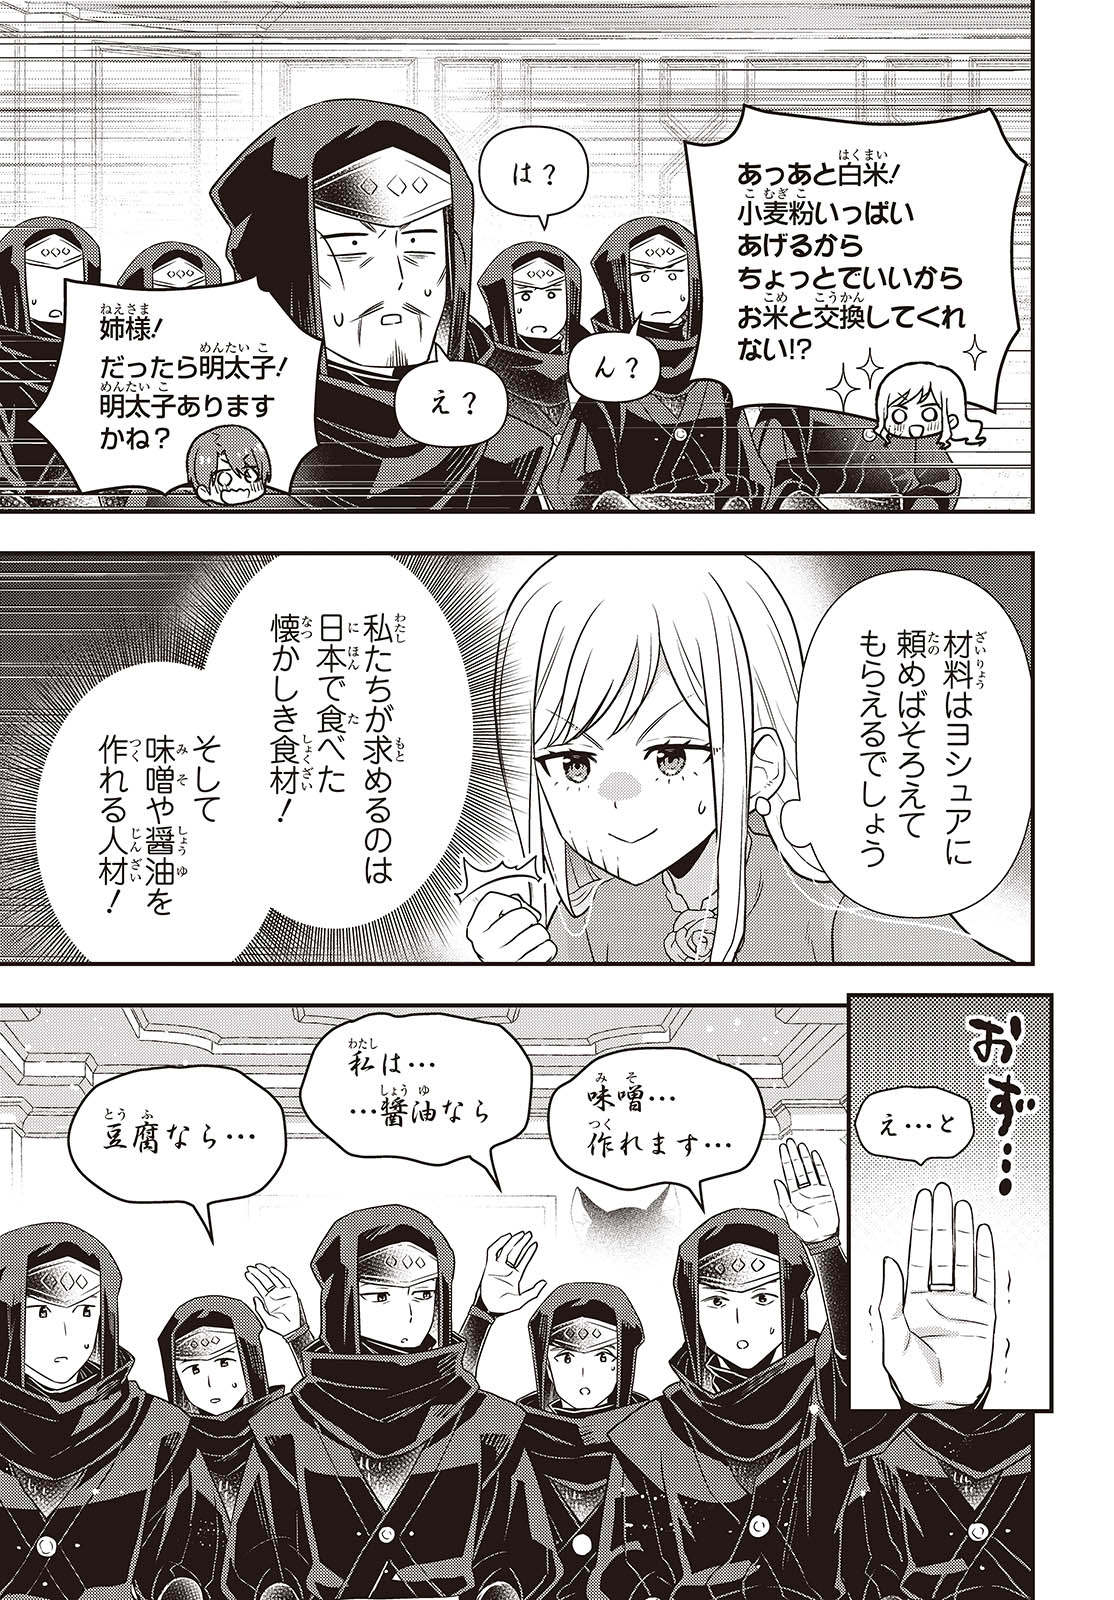 あっあと白米!
小麦粉いっぱい
あげるから
ちょっとでいいから
お米と交換してくれ
ない!?
は?
ん?
え?
姉様!
だったら明太子!
明太子あります
かね?
材料はヨシュアに
頼めばそろえて
もらえるでしょう
私たちが求めるのは
日本で食べた
懐かしき食材!
そして
味噌や醤油を
作れる人材!
おず…
え…と
味噌…
作れます…
私は…
…醤油なら
豆腐なら…